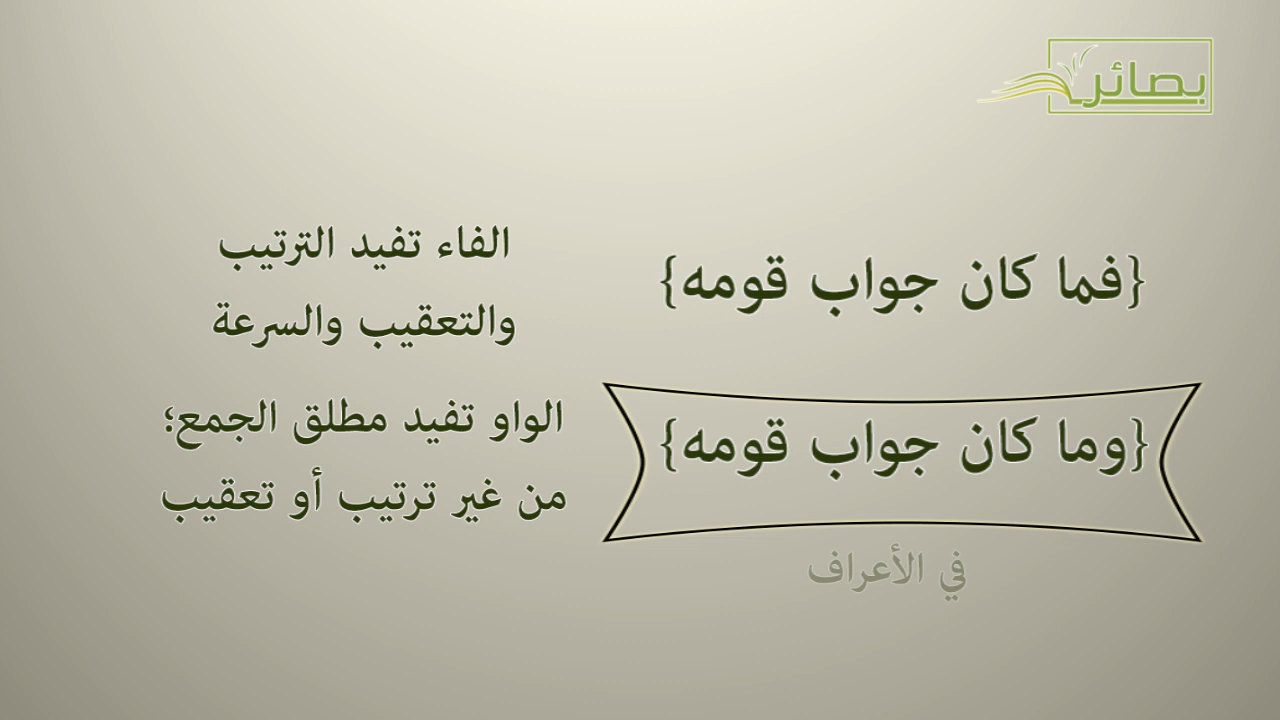 بصائر
{فما كان جواب قومه}
الفاء تفيد الترتيب
والتعقيب والسرعة
{وما كان جواب قومه}
في الأعراف
الواو تفيد مطلق الجمع؛
من غير ترتيب أو تعقيب